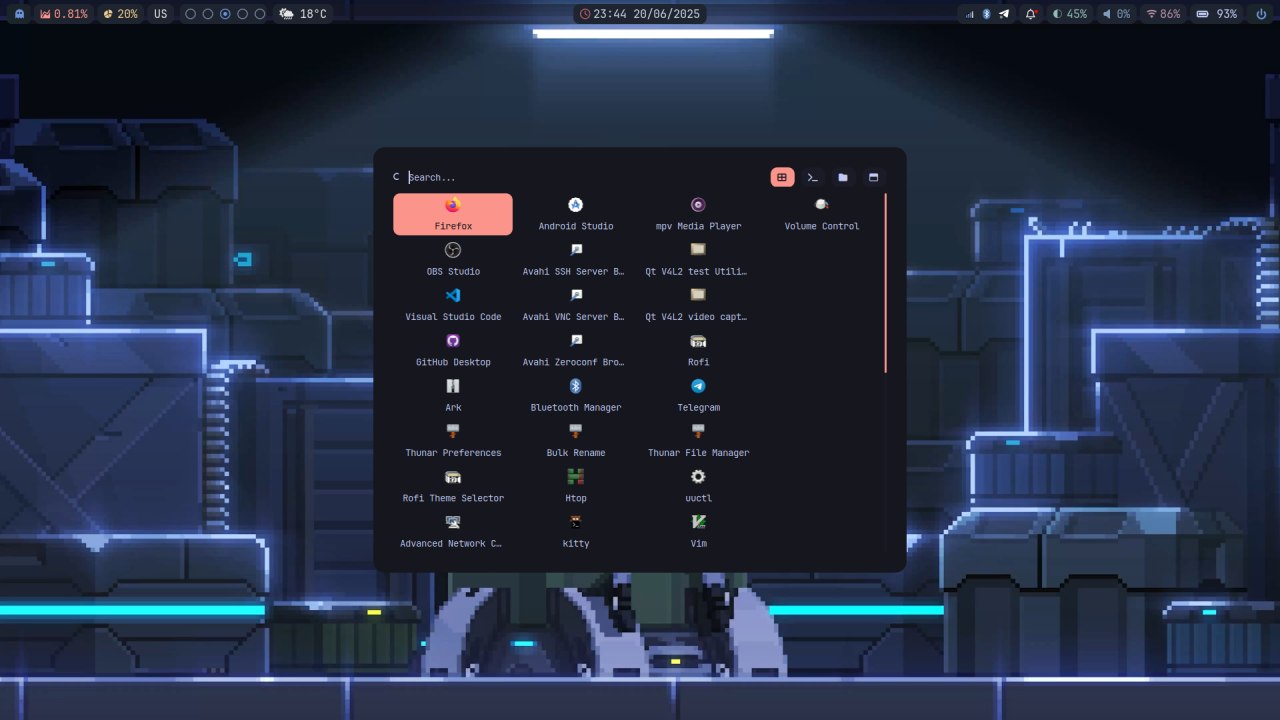 0.81% 20% US 18°C 23:44 20/06/2025 45% 0% 86% 93%
Search...
Firefox Android Studio mpv Media Player Volume Control
OBS Studio Avahi SSH Server B… Qt V4L2 test Utili…
Visual Studio Code Avahi VNC Server B… Qt V4L2 video capt…
GitHub Desktop Avahi Zeroconf Bro… Rofi
Ark Bluetooth Manager Telegram
Thunar Preferences Bulk Rename Thunar File Manager
Rofi Theme Selector Htop uuctl
Advanced Network C… kitty Vim